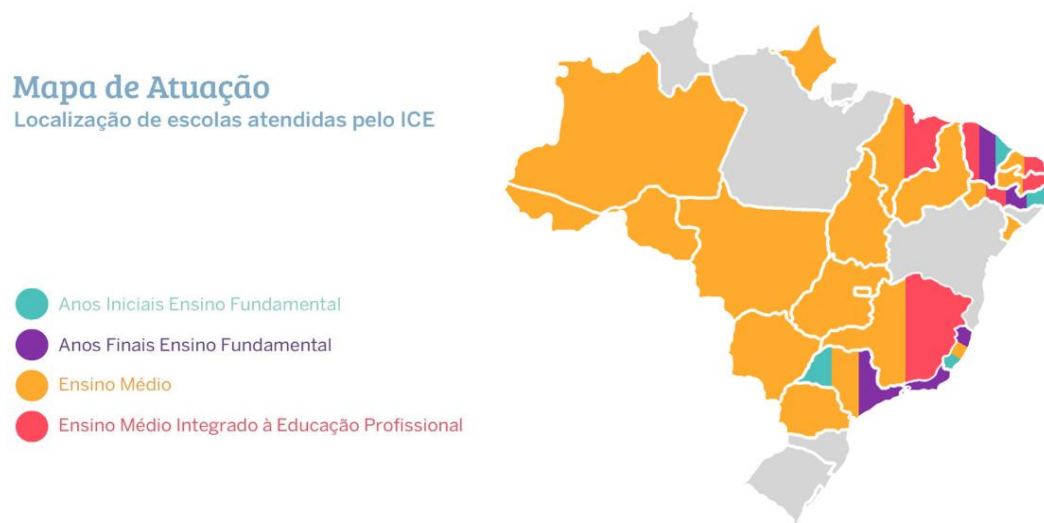 Mapa de Atuação
Localização de escolas atendidas pelo ICE
Anos Iniciais Ensino Fundamental
Anos Finais Ensino Fundamental
Ensino Médio
Ensino Médio Integrado à Educação Profissional